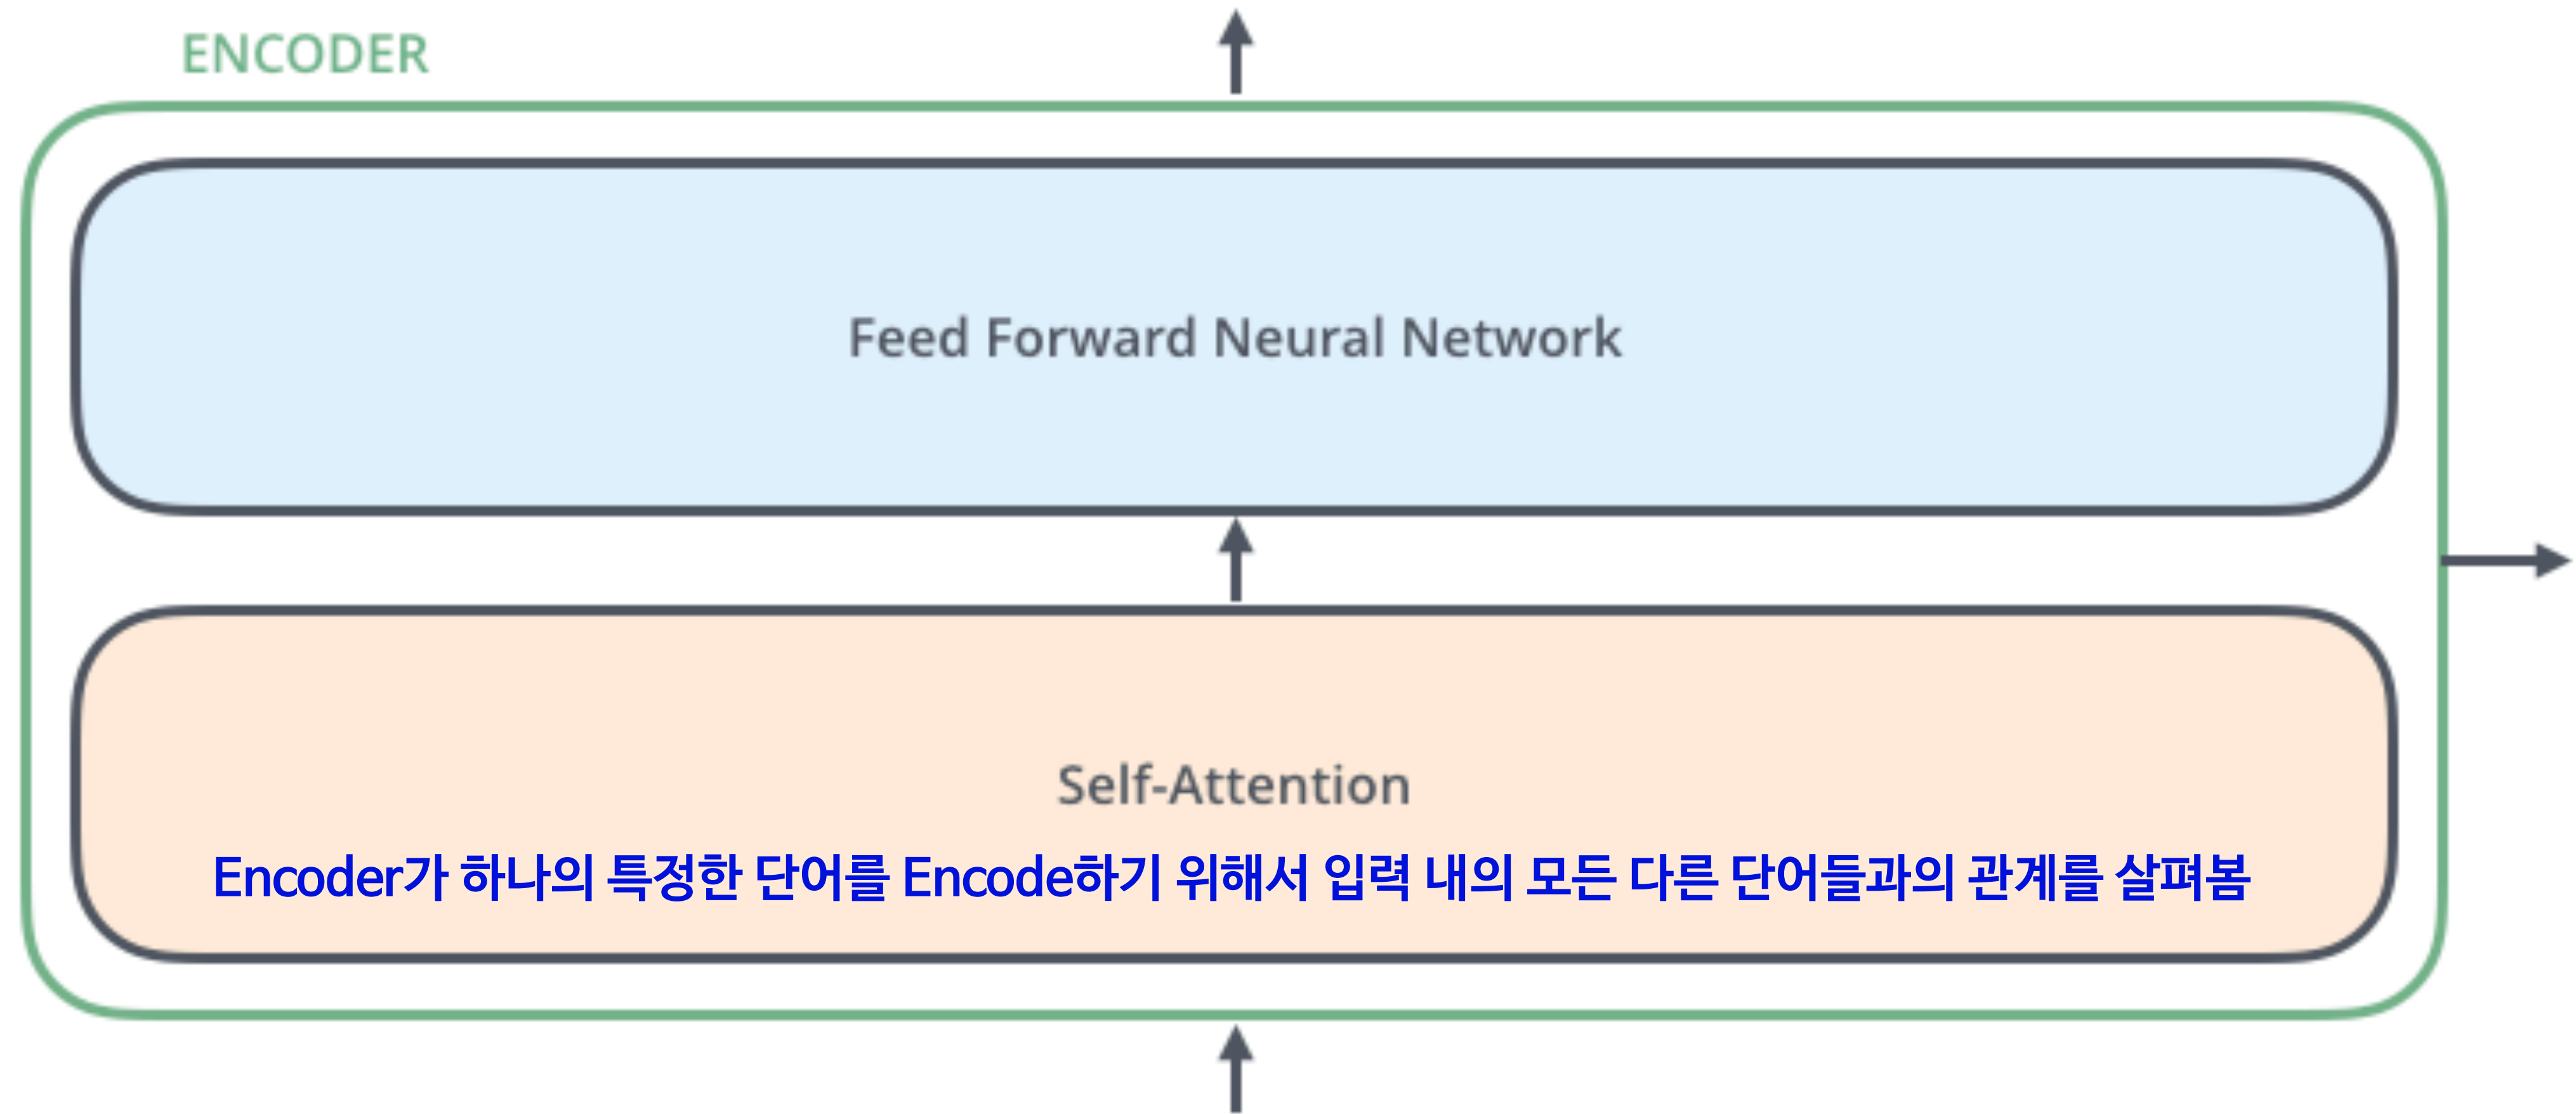 ENCODER
Feed Forward Neural Network
Self-Attention
Encoder가 하나의 특정한 단어를 Encode하기 위해서 입력 내의 모든 다른 단어들과의 관계를 살펴봄